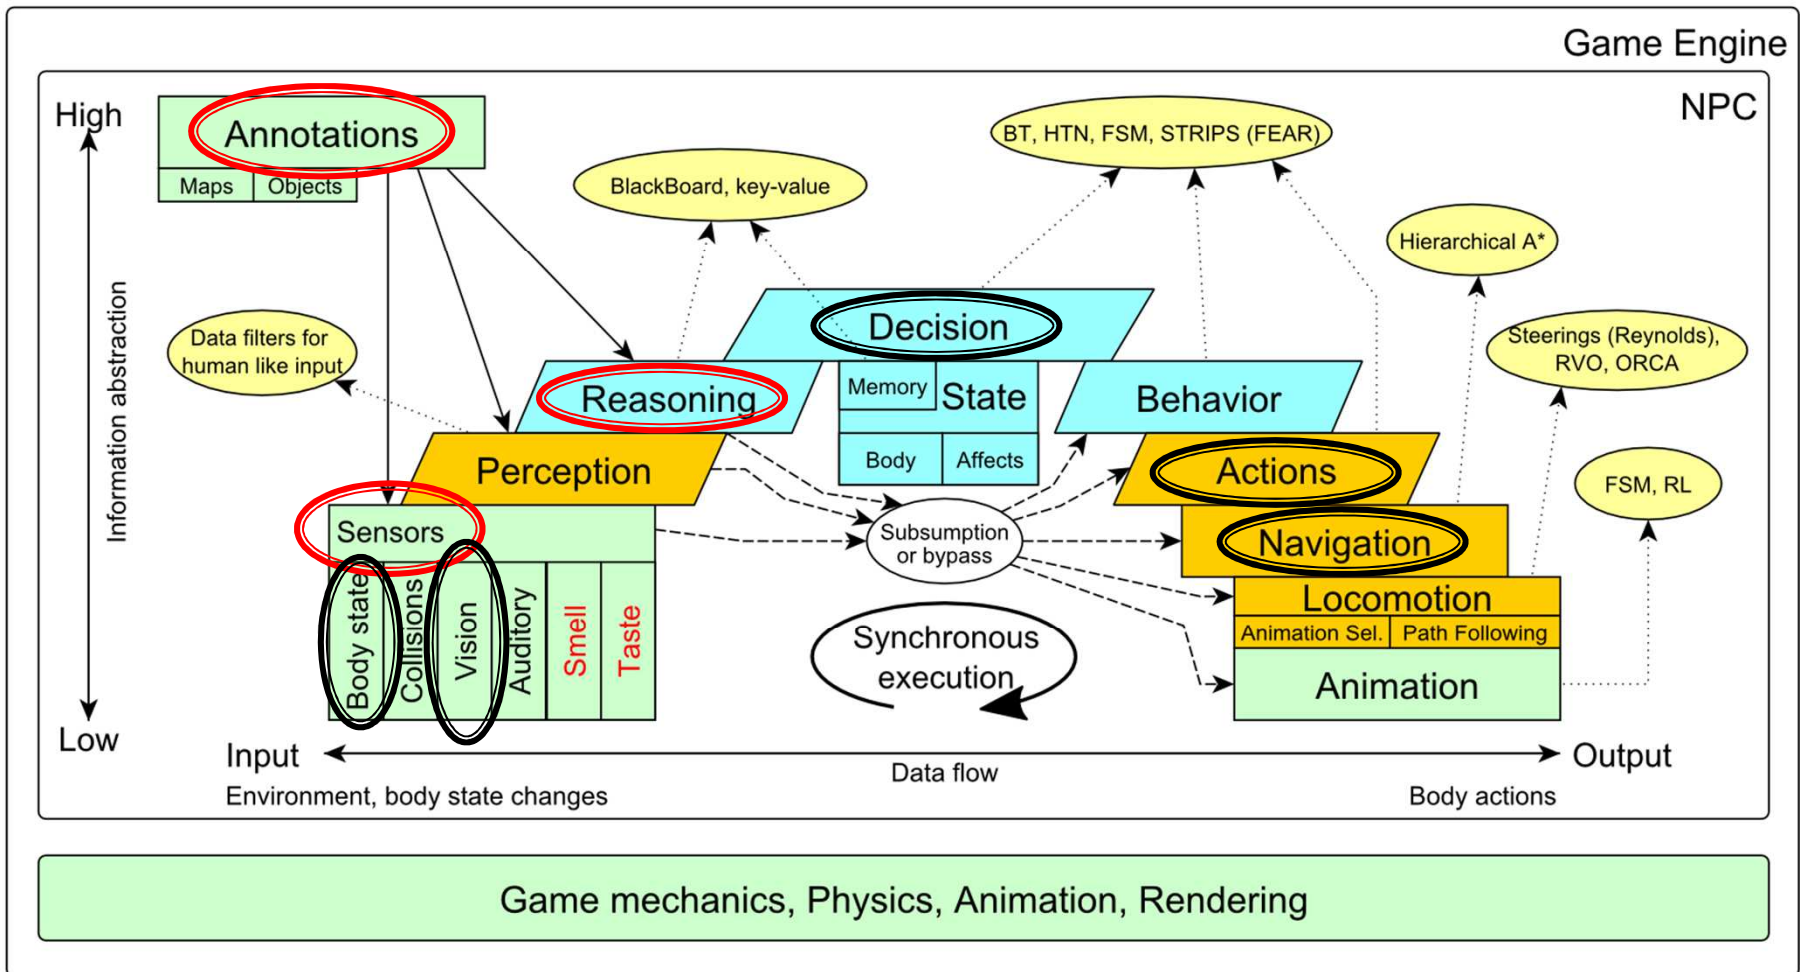 Game Engine
NPC
High
Annotations
Maps
Objects
BlackBoard, key-value
BT, HTN, FSM, STRIPS (FEAR)
Hierarchical A*
Information abstraction
Data filters for
human like input
Decision
Steerings (Reynolds),
RVO, ORCA
Reasoning
Memory
State
Behavior
Body
Affects
Perception
Actions
FSM, RL
Sensors
Subsumption
or bypass
Navigation
Body state
Collisions
Vision
Auditory
Smell
Taste
Locomotion
Animation Sel.
Path Following
Synchronous
execution
Animation
Low
Input
Data flow
Output
Environment, body state changes
Body actions
Game mechanics, Physics, Animation, Rendering